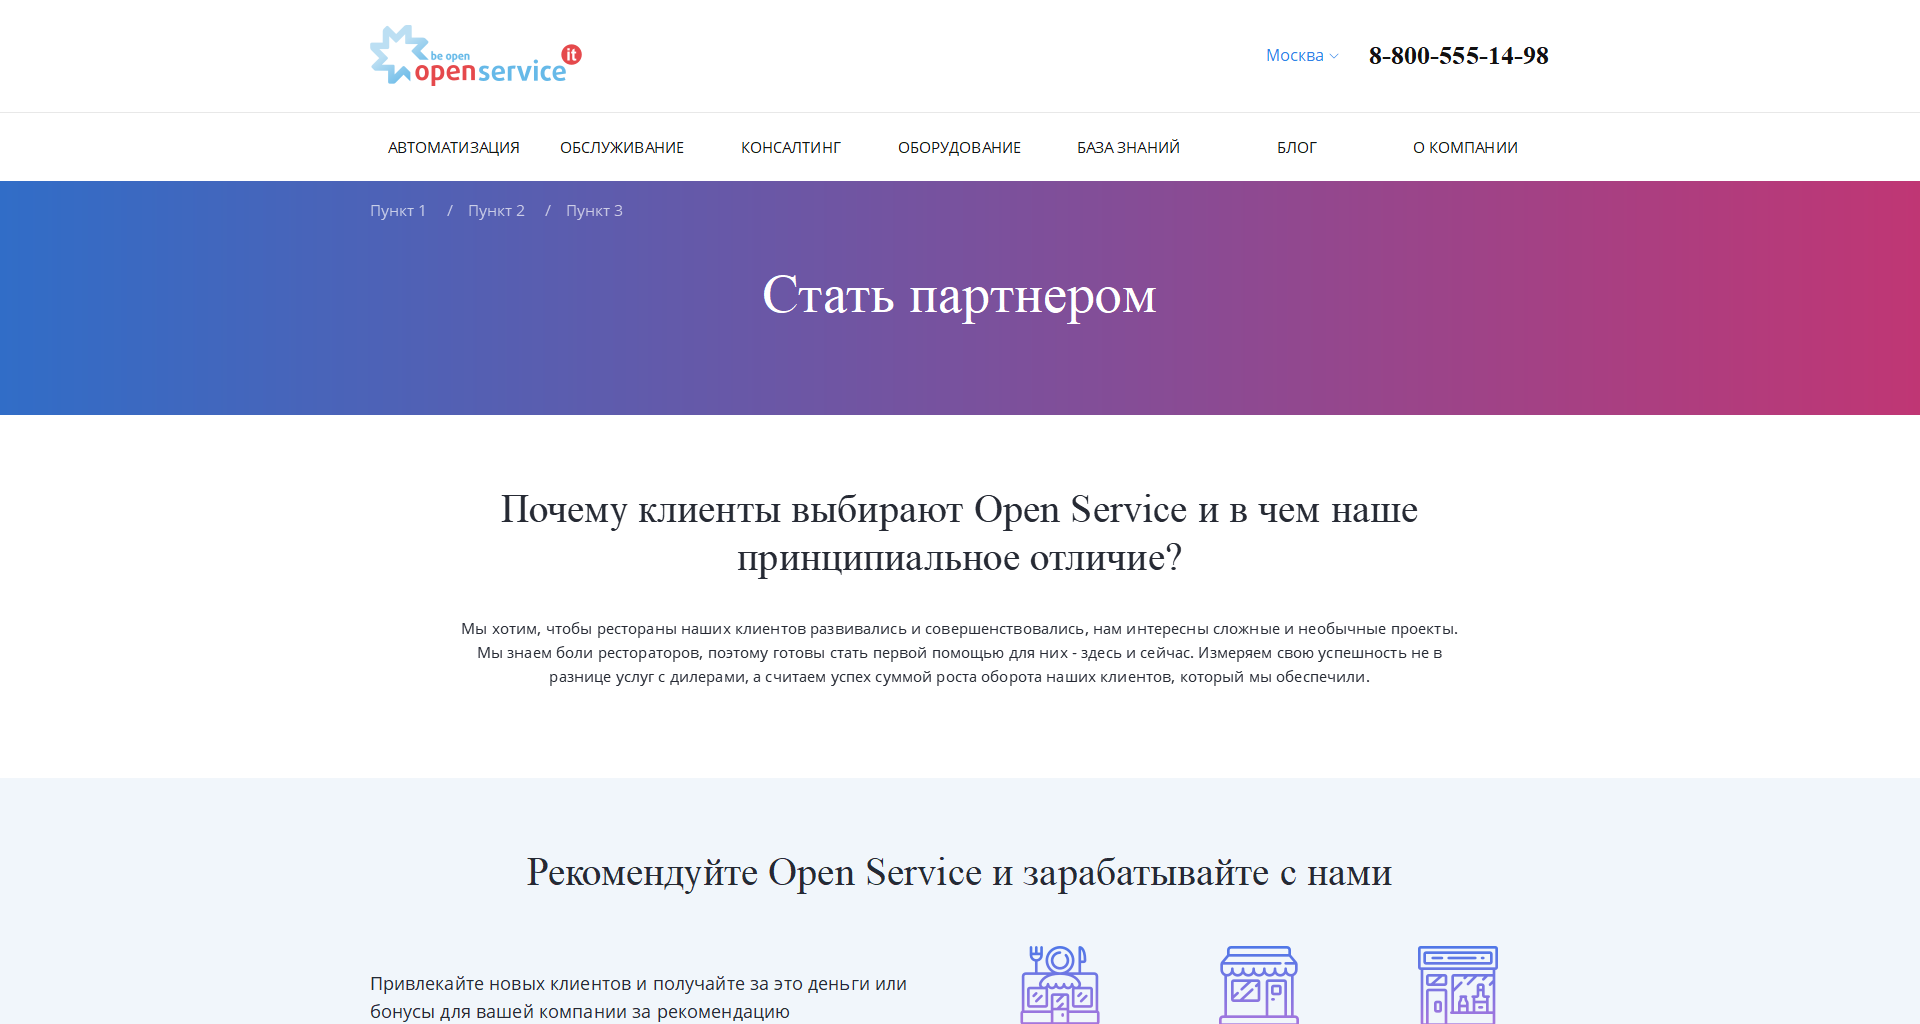 be open
openservice it
Москва
8-800-555-14-98
АВТОМАТИЗАЦИЯ ОБСЛУЖИВАНИЕ КОНСАЛТИНГ ОБОРУДОВАНИЕ БАЗА ЗНАНИЙ БЛОГ О КОМПАНИИ
Пункт 1 / Пункт 2 / Пункт 3
Стать партнером
Почему клиенты выбирают Open Service и в чем наше
принципиальное отличие?
Мы хотим, чтобы рестораны наших клиентов развивались и совершенствовались, нам интересны сложные и необычные проекты.
Мы знаем боли рестораторов, поэтому готовы стать первой помощью для них - здесь и сейчас. Измеряем свою успешность не в
разнице услуг с дилерами, а считаем успех суммой роста оборота наших клиентов, который мы обеспечили.
Рекомендуйте Open Service и зарабатывайте с нами
Привлекайте новых клиентов и получайте за это деньги или
бонусы для вашей компании за рекомендацию